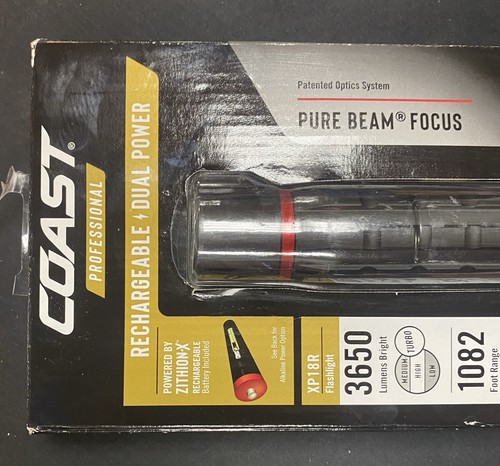 COAST®
PROFESSIONAL
RECHARGEABLE DUAL POWER
Patented Optics System
PURE BEAM® FOCUS
POWERED BY
ZITHION-X®
RECHARGEABLE
Battery Included
See Back for
Alkaline Power Option
XP18R
Flashlight
3650
Lumens Bright
TURBO
MEDIUM
HIGH
LOW
1082
Foot Range